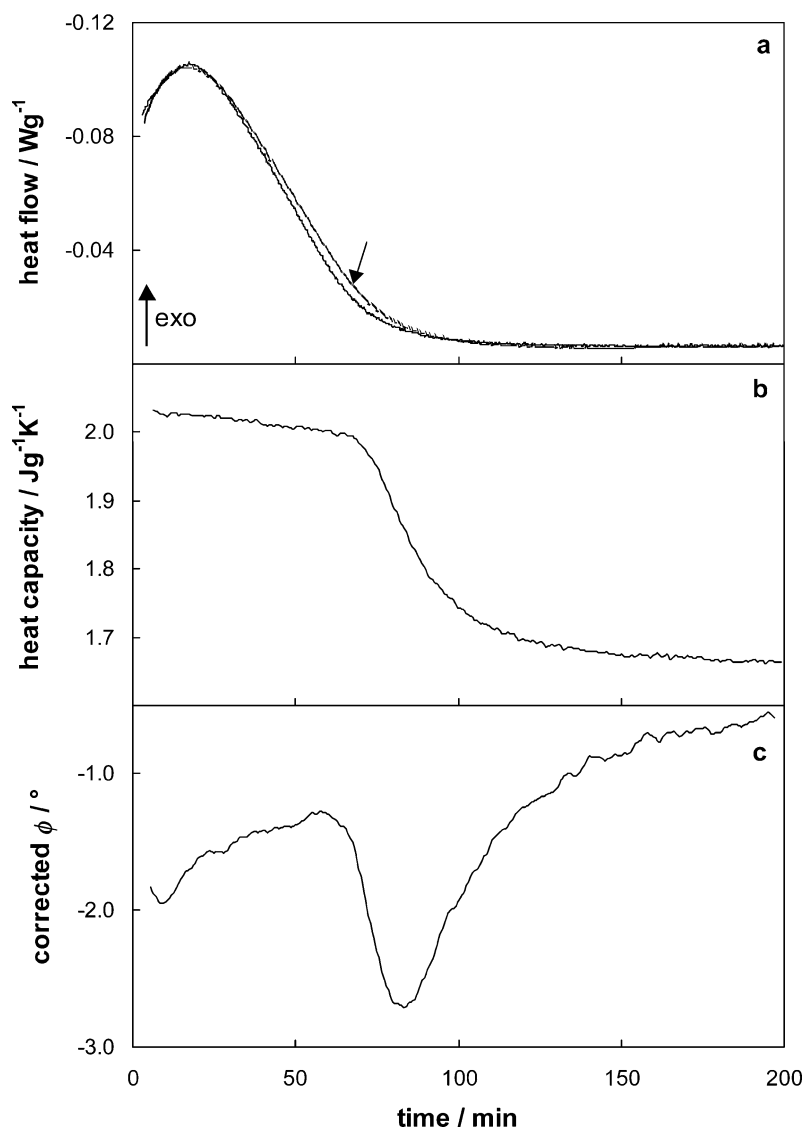 a
-0.12
-0.08
-0.04
heat flow / Wg⁻¹
exo
b
2.0
1.9
1.8
1.7
heat capacity / Jg⁻¹K⁻¹
c
-1.0
-2.0
-3.0
corrected ϕ / °
0 50 100 150 200
time / min